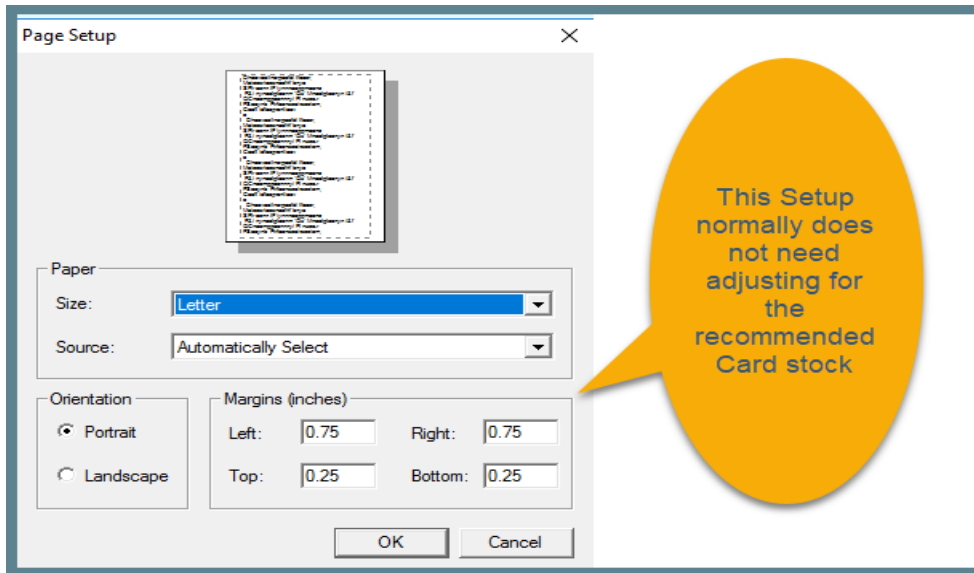 Page Setup
Paper
Size:
Letter
Source:
Automatically Select
Orientation
Portrait
Landscape
Margins (inches)
Left:
0.75
Right:
0.75
Top:
0.25
Bottom:
0.25
OK
Cancel
This Setup
normally does
not need
adjusting for
the
recommended
Card stock